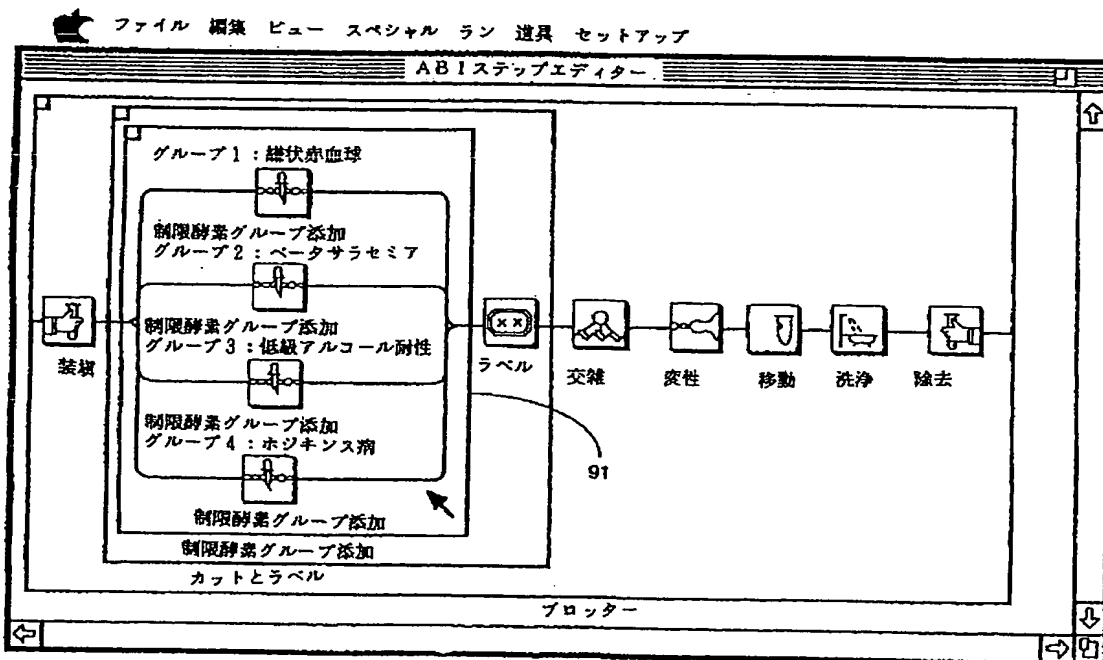 ファイル 編集 ビュー スペシャル ラン 道具 セットアップ
ABIステップエディター
グループ1:鎌状赤血球
制限酵素グループ添加
グループ2:ベータサラセミア
制限酵素グループ添加
グループ3:低級アルコール耐性
制限酵素グループ添加
グループ4:ホジキンス病
制限酵素グループ添加
制限酵素グループ添加
カットとラベル
ブロッター
装填
ラベル
交雑
変性
移動
洗浄
除去
91